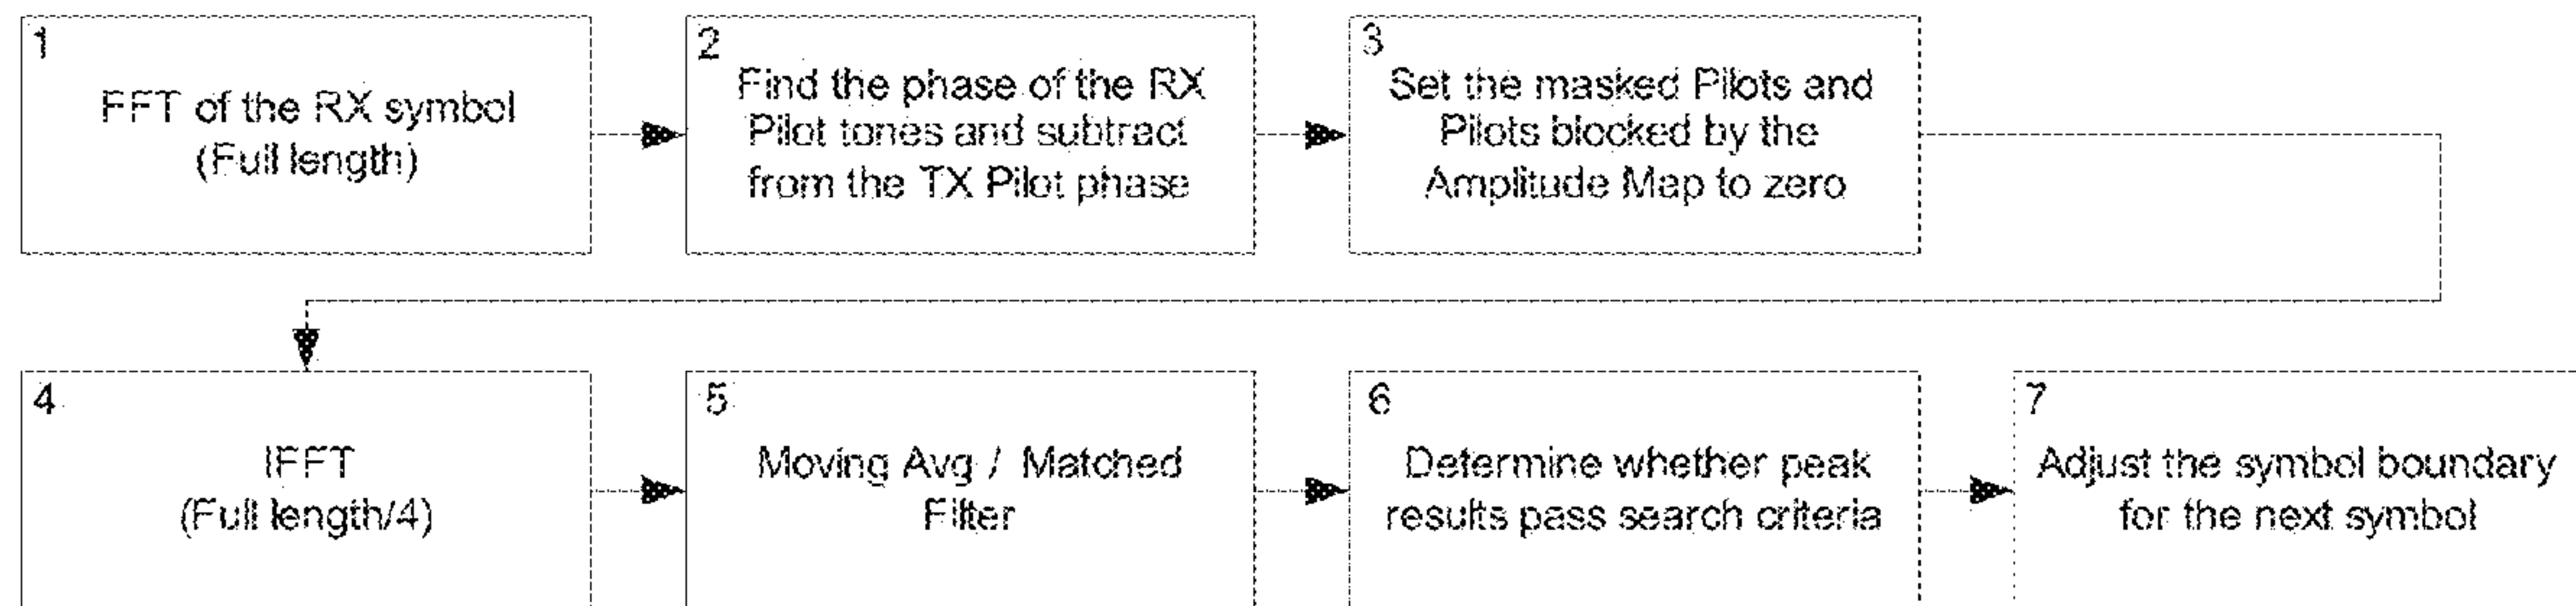 1
FFT of the RX symbol
(Full length)
2
Find the phase of the RX
Pilot tones and subtract
from the TX Pilot phase
3
Set the masked Pilots and
Pilots blocked by the
Amplitude Map to zero
4
IFFT
(Full length/4)
5
Moving Avg / Matched
Filter
6
Determine whether peak
results pass search criteria
7
Adjust the symbol boundary
for the next symbol